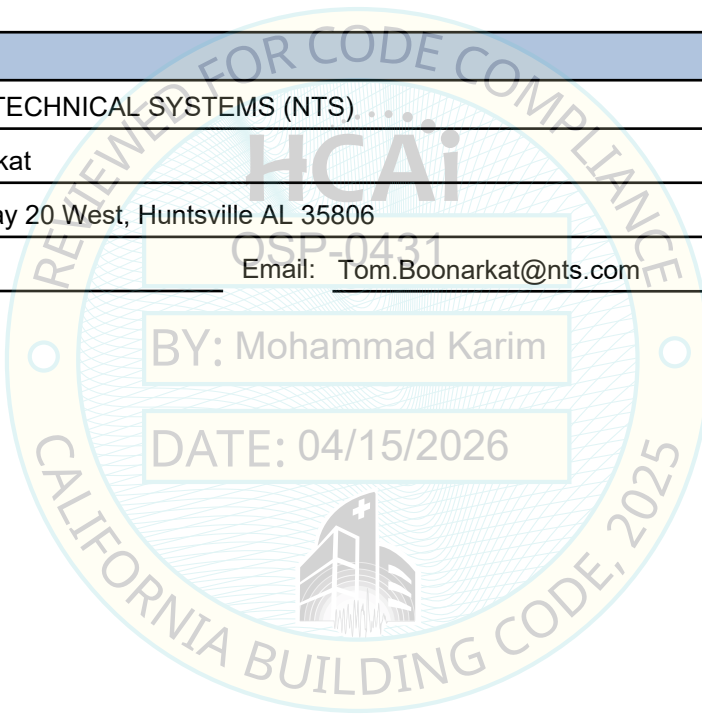 TECHNICAL SYSTEMS (NTS)
kat
ay 20 West, Huntsville AL 35806
Email: Tom.Boonarkat@nts.com
REVIEWED FOR CODE COMPLIANCE
HCAi
OSP-0431
BY: Mohammad Karim
DATE: 04/15/2026
CALIFORNIA BUILDING CODE, 2025